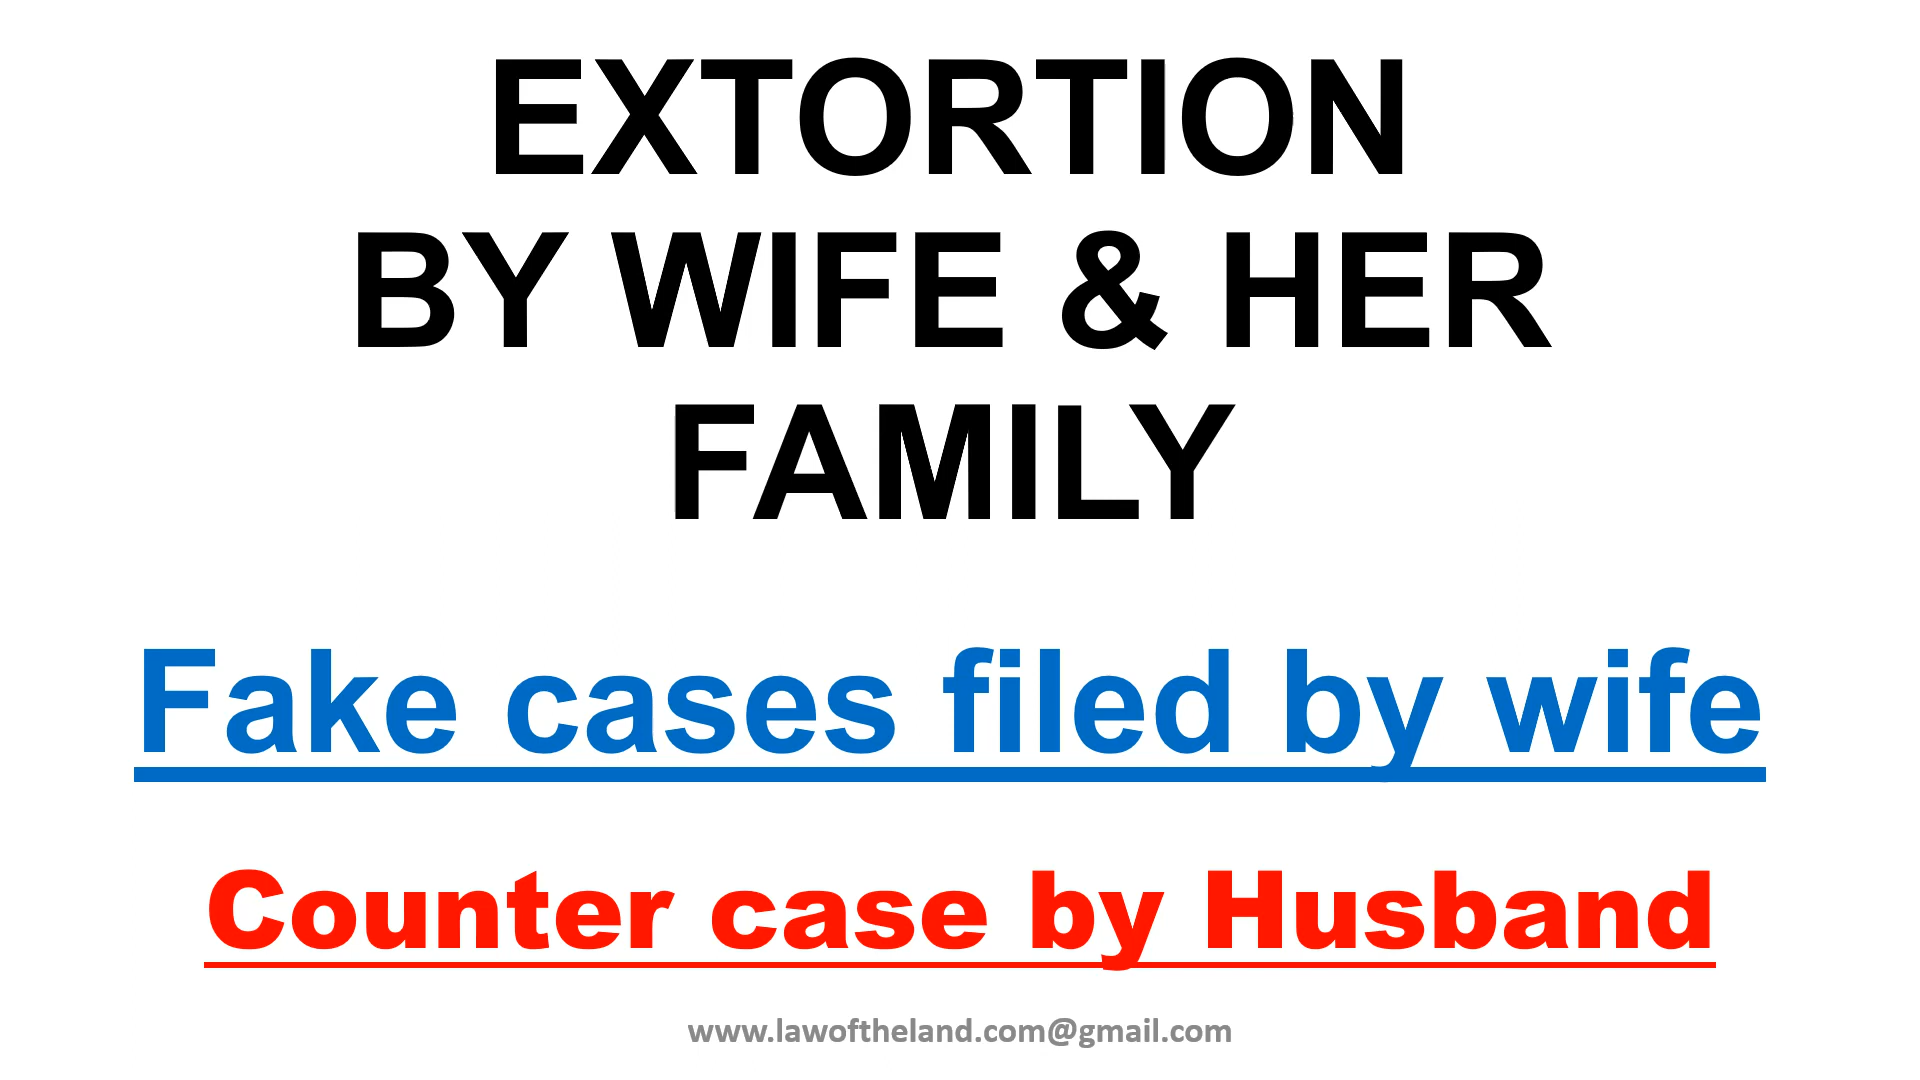 EXTORTION
BY WIFE & HER
FAMILY
Fake cases filed by wife
Counter case by Husband
www.lawoftheland.com@gmail.com